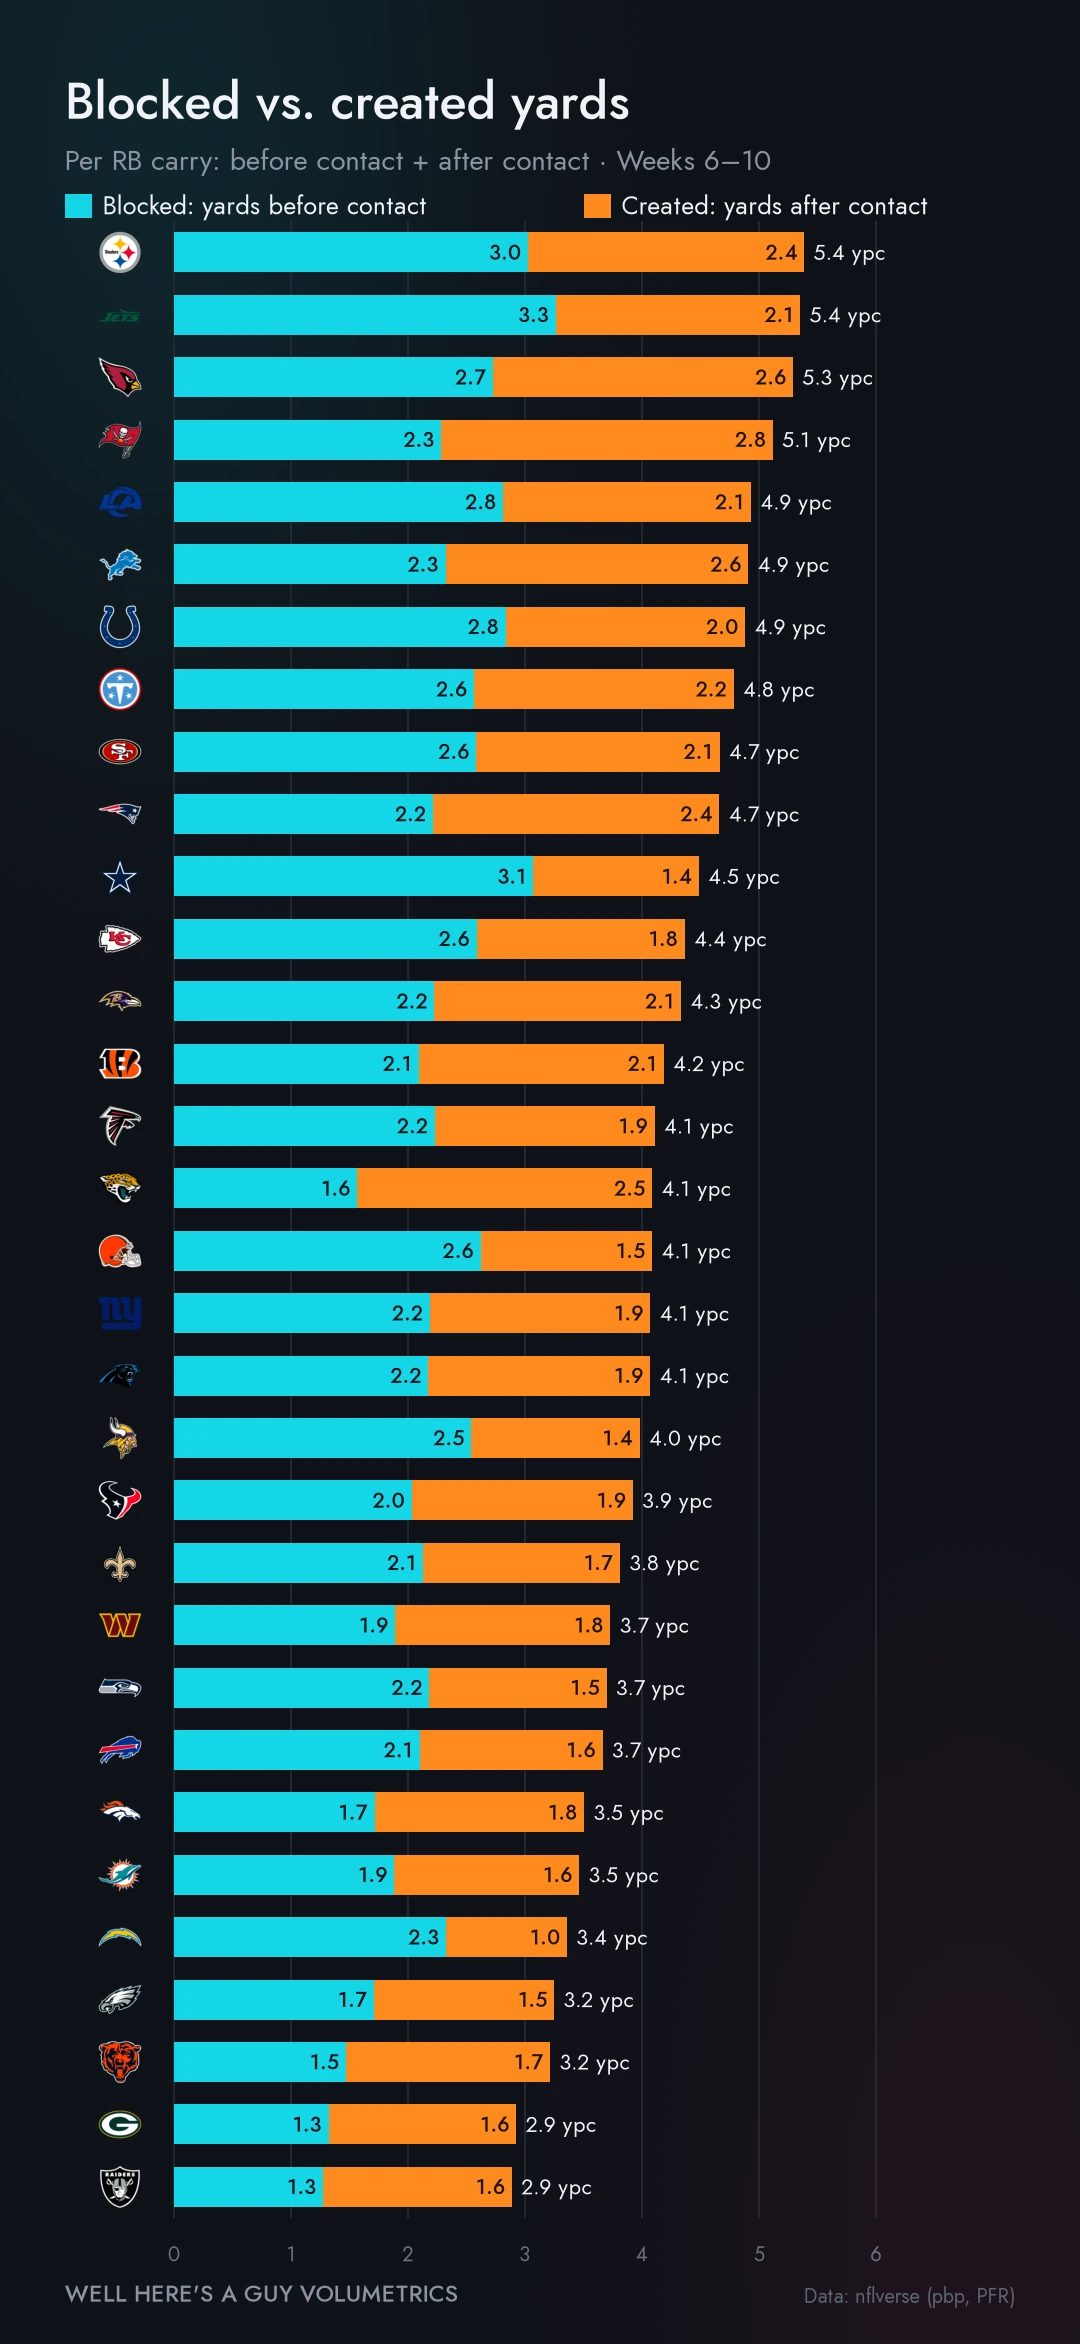 Blocked vs. created yards
Per RB carry: before contact + after contact · Weeks 6–10
Blocked: yards before contact Created: yards after contact
Steelers 3.0 2.4 5.4 ypc
JETS 3.3 2.1 5.4 ypc
2.7 2.6 5.3 ypc
2.3 2.8 5.1 ypc
LA 2.8 2.1 4.9 ypc
2.3 2.6 4.9 ypc
2.8 2.0 4.9 ypc
T 2.6 2.2 4.8 ypc
SF 2.6 2.1 4.7 ypc
2.2 2.4 4.7 ypc
3.1 1.4 4.5 ypc
KC 2.6 1.8 4.4 ypc
2.2 2.1 4.3 ypc
B 2.1 2.1 4.2 ypc
2.2 1.9 4.1 ypc
1.6 2.5 4.1 ypc
2.6 1.5 4.1 ypc
ny 2.2 1.9 4.1 ypc
2.2 1.9 4.1 ypc
2.5 1.4 4.0 ypc
2.0 1.9 3.9 ypc
2.1 1.7 3.8 ypc
W 1.9 1.8 3.7 ypc
2.2 1.5 3.7 ypc
2.1 1.6 3.7 ypc
1.7 1.8 3.5 ypc
1.9 1.6 3.5 ypc
2.3 1.0 3.4 ypc
1.7 1.5 3.2 ypc
1.5 1.7 3.2 ypc
G 1.3 1.6 2.9 ypc
RAIDERS 1.3 1.6 2.9 ypc
0 1 2 3 4 5 6
WELL HERE'S A GUY VOLUMETRICS Data: nflverse (pbp, PFR)